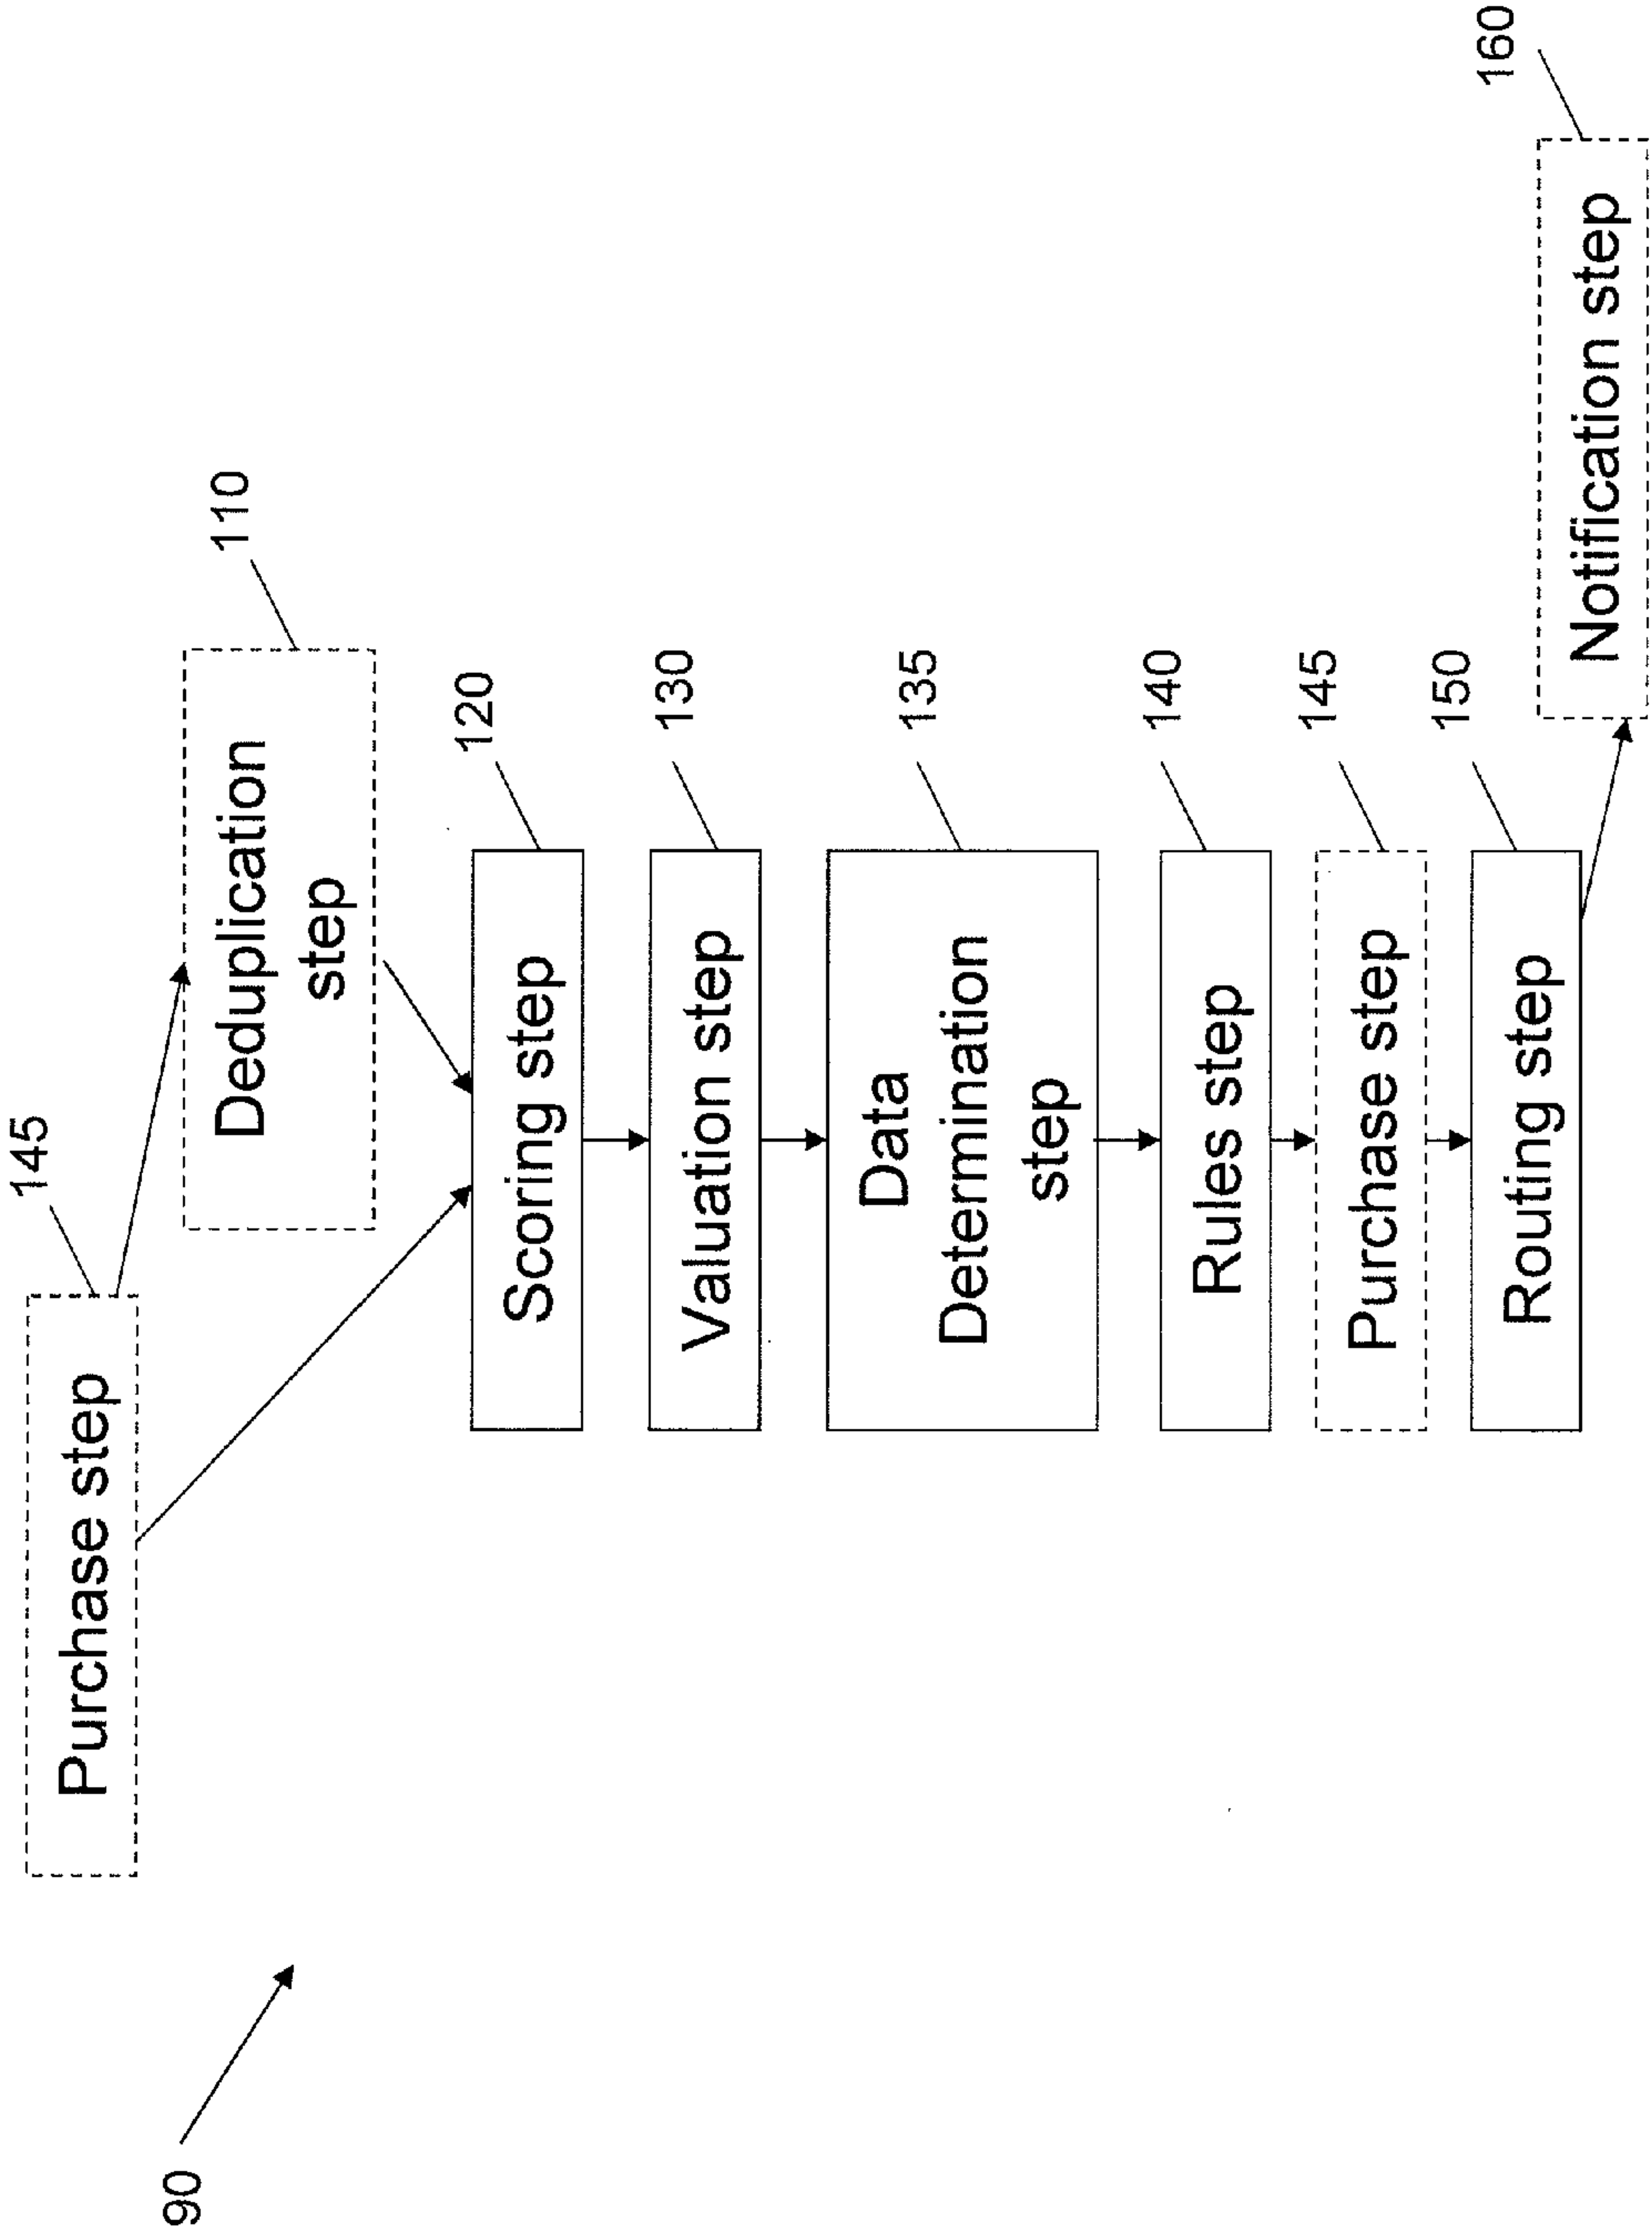 90
145
Purchase step
110
Deduplication
step
120
Scoring step
130
Valuation step
135
Data
Determination
step
140
Rules step
145
Purchase step
150
Routing step
160
Notification step